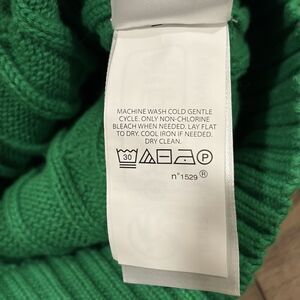 MACHINE WASH COLD GENTLE
CYCLE. ONLY NON-CHLORINE
BLEACH WHEN NEEDED. LAY FLAT
TO DRY. COOL IRON IF NEEDED.
DRY CLEAN.
30 P
n°1529 ®